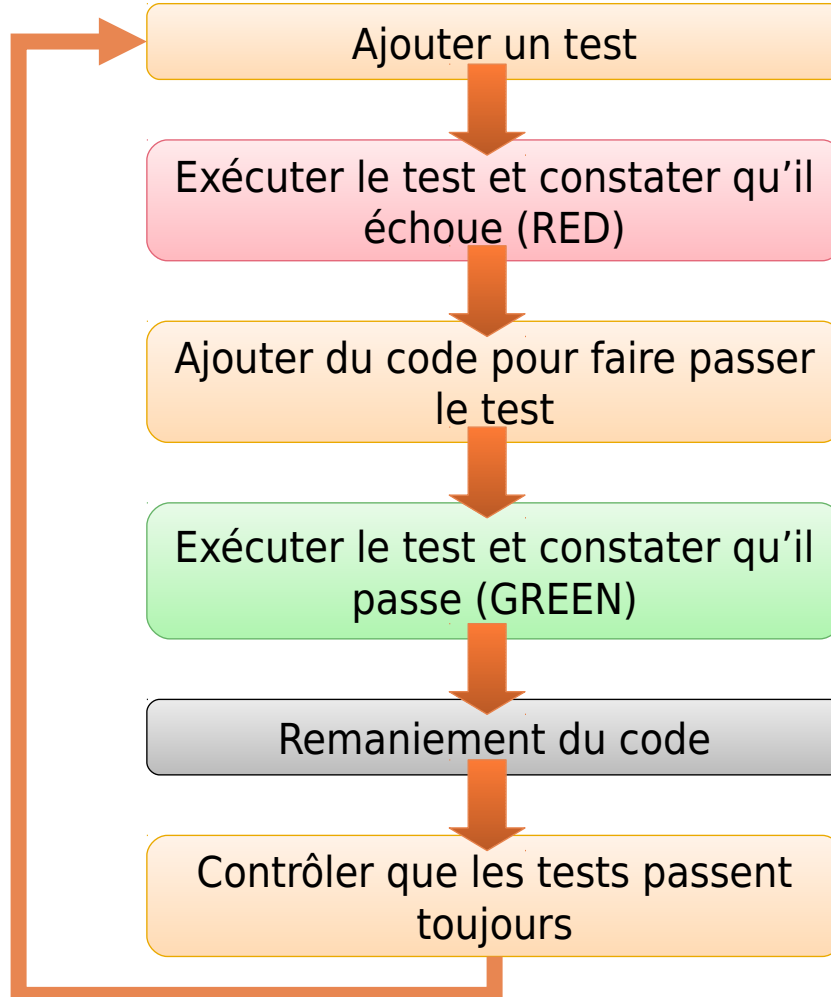 Ajouter un test
Exécuter le test et constater qu’il
échoue (RED)
Ajouter du code pour faire passer
le test
Exécuter le test et constater qu’il
passe (GREEN)
Remaniement du code
Contrôler que les tests passent
toujours